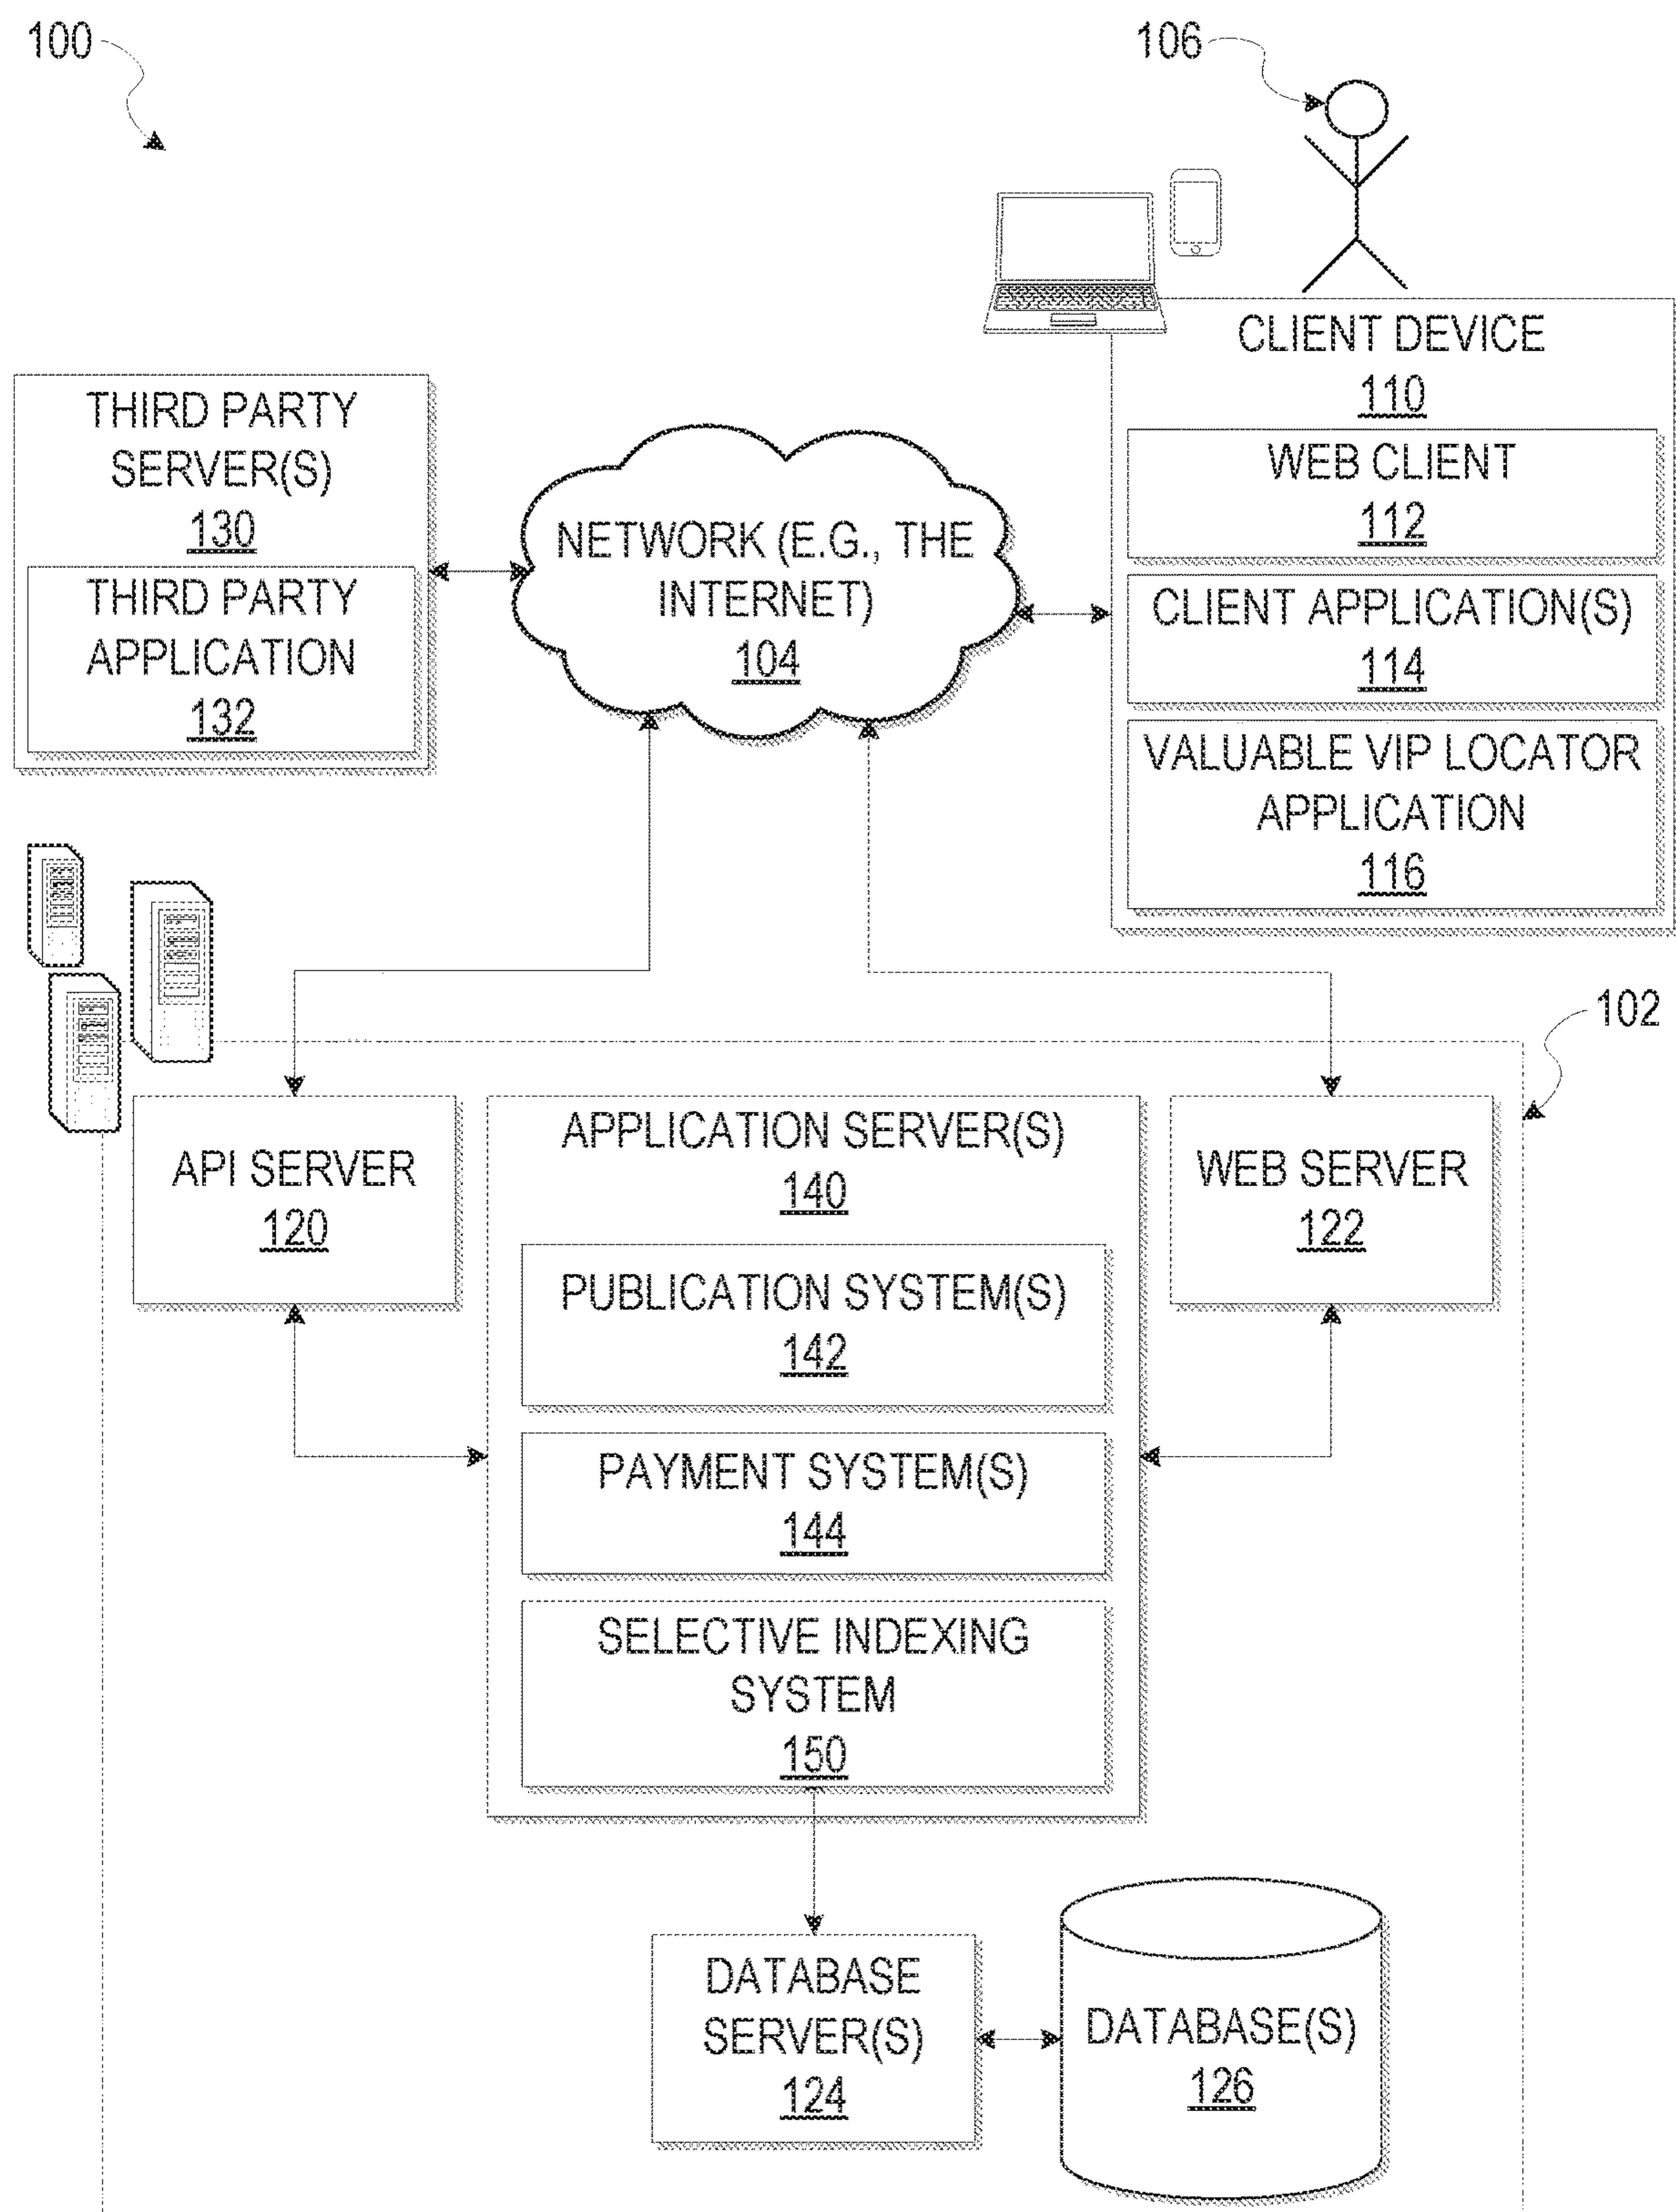 100
106
CLIENT DEVICE
110
WEB CLIENT
112
CLIENT APPLICATION(S)
114
VALUABLE VIP LOCATOR
APPLICATION
116
THIRD PARTY
SERVER(S)
130
THIRD PARTY
APPLICATION
132
NETWORK (E.G., THE
INTERNET)
104
102
API SERVER
120
APPLICATION SERVER(S)
140
PUBLICATION SYSTEM(S)
142
PAYMENT SYSTEM(S)
144
SELECTIVE INDEXING
SYSTEM
150
WEB SERVER
122
DATABASE
SERVER(S)
124
DATABASE(S)
126